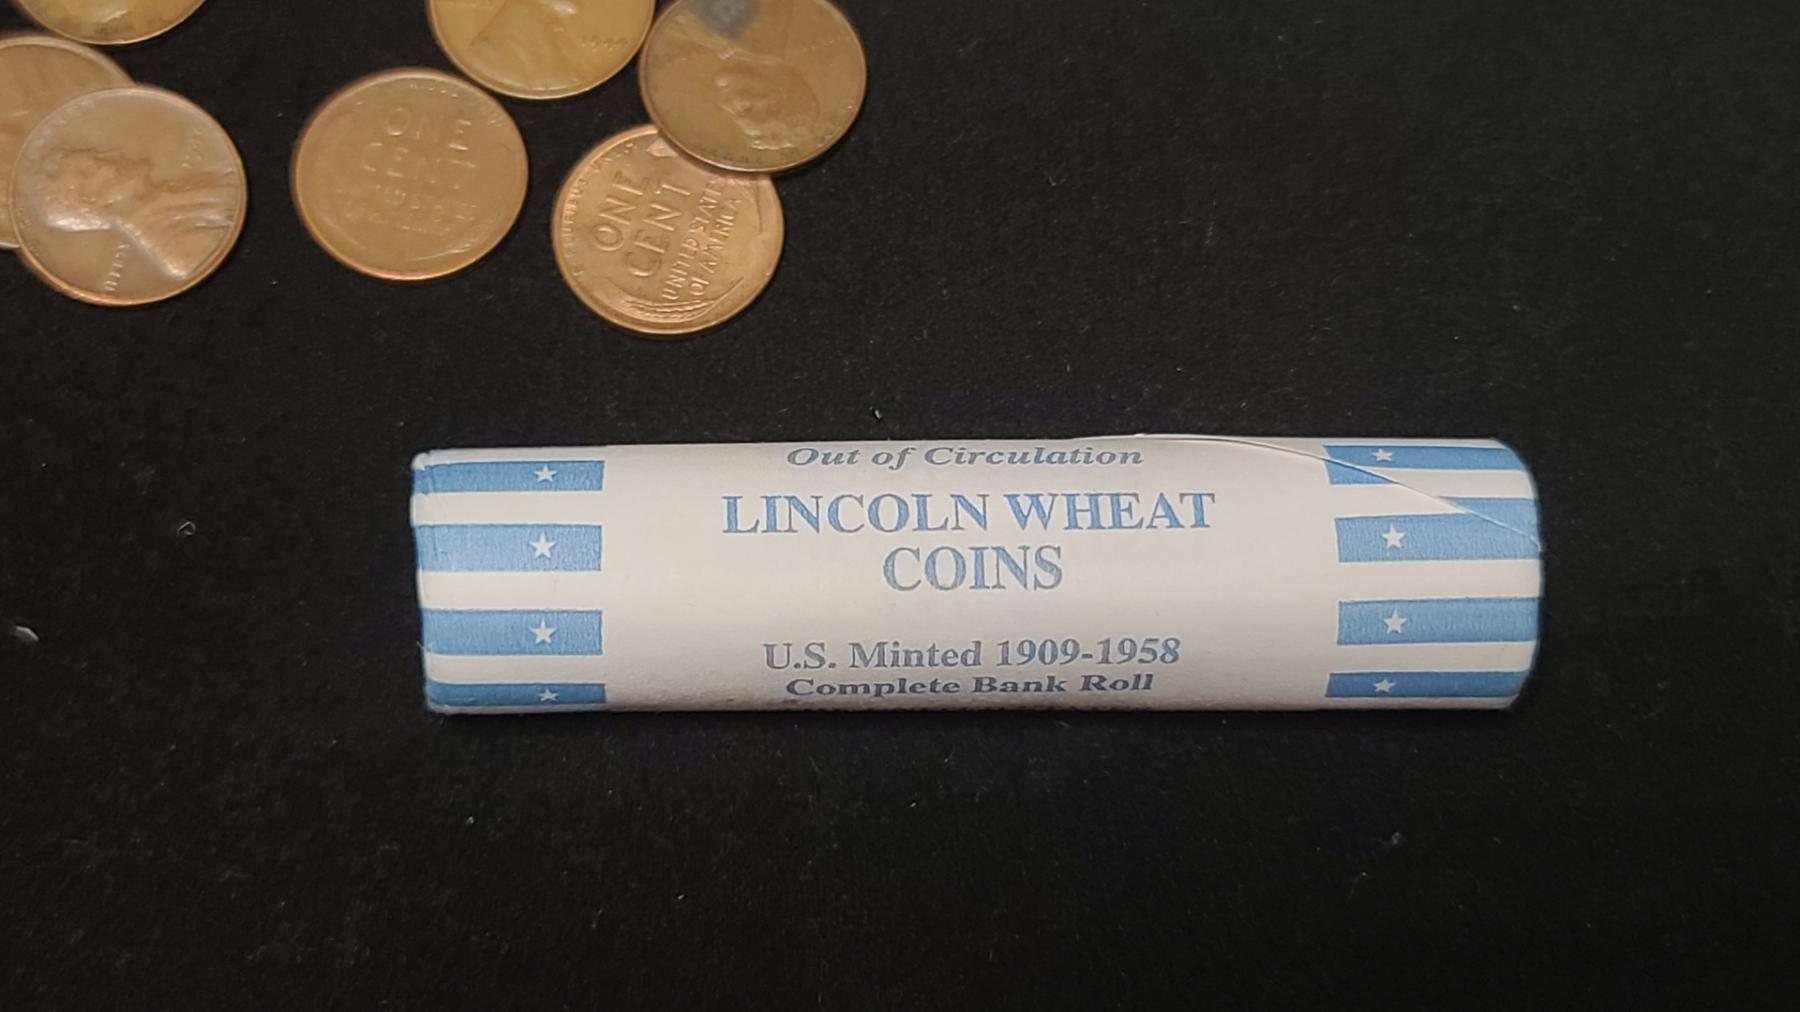 1944
ONE
CENT
ONE
CENT
UNITED STATES
OF AMERICA
Out of Circulation
LINCOLN WHEAT
COINS
U.S. Minted 1909-1958
Complete Bank Roll